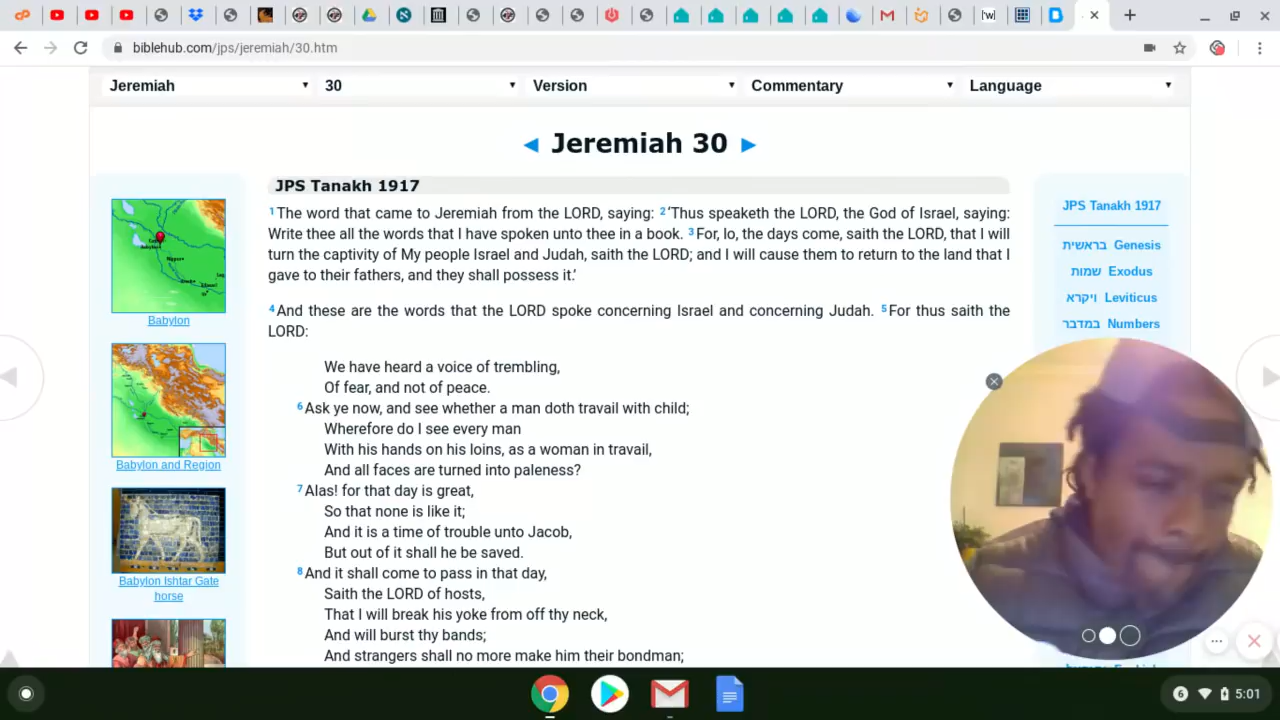 biblehub.com/jps/jeremiah/30.htm
Jeremiah 30 Version Commentary Language
◄ Jeremiah 30 ►
JPS Tanakh 1917
1 The word that came to Jeremiah from the LORD, saying: 2 ‘Thus speaketh the LORD, the God of Israel, saying:
Write thee all the words that I have spoken unto thee in a book. 3 For, lo, the days come, saith the LORD, that I will
turn the captivity of My people Israel and Judah, saith the LORD; and I will cause them to return to the land that I
gave to their fathers, and they shall possess it.’
4 And these are the words that the LORD spoke concerning Israel and concerning Judah. 5 For thus saith the
LORD:
We have heard a voice of trembling,
Of fear, and not of peace.
6 Ask ye now, and see whether a man doth travail with child;
Wherefore do I see every man
With his hands on his loins, as a woman in travail,
And all faces are turned into paleness?
7 Alas! for that day is great,
So that none is like it;
And it is a time of trouble unto Jacob,
But out of it shall he be saved.
8 And it shall come to pass in that day,
Saith the LORD of hosts,
That I will break his yoke from off thy neck,
And will burst thy bands;
And strangers shall no more make him their bondman;
Babylon
Babylon and Region
Babylon Ishtar Gate
horse
JPS Tanakh 1917
בראשית Genesis
שמות Exodus
ויקרא Leviticus
במדבר Numbers
6 5:01